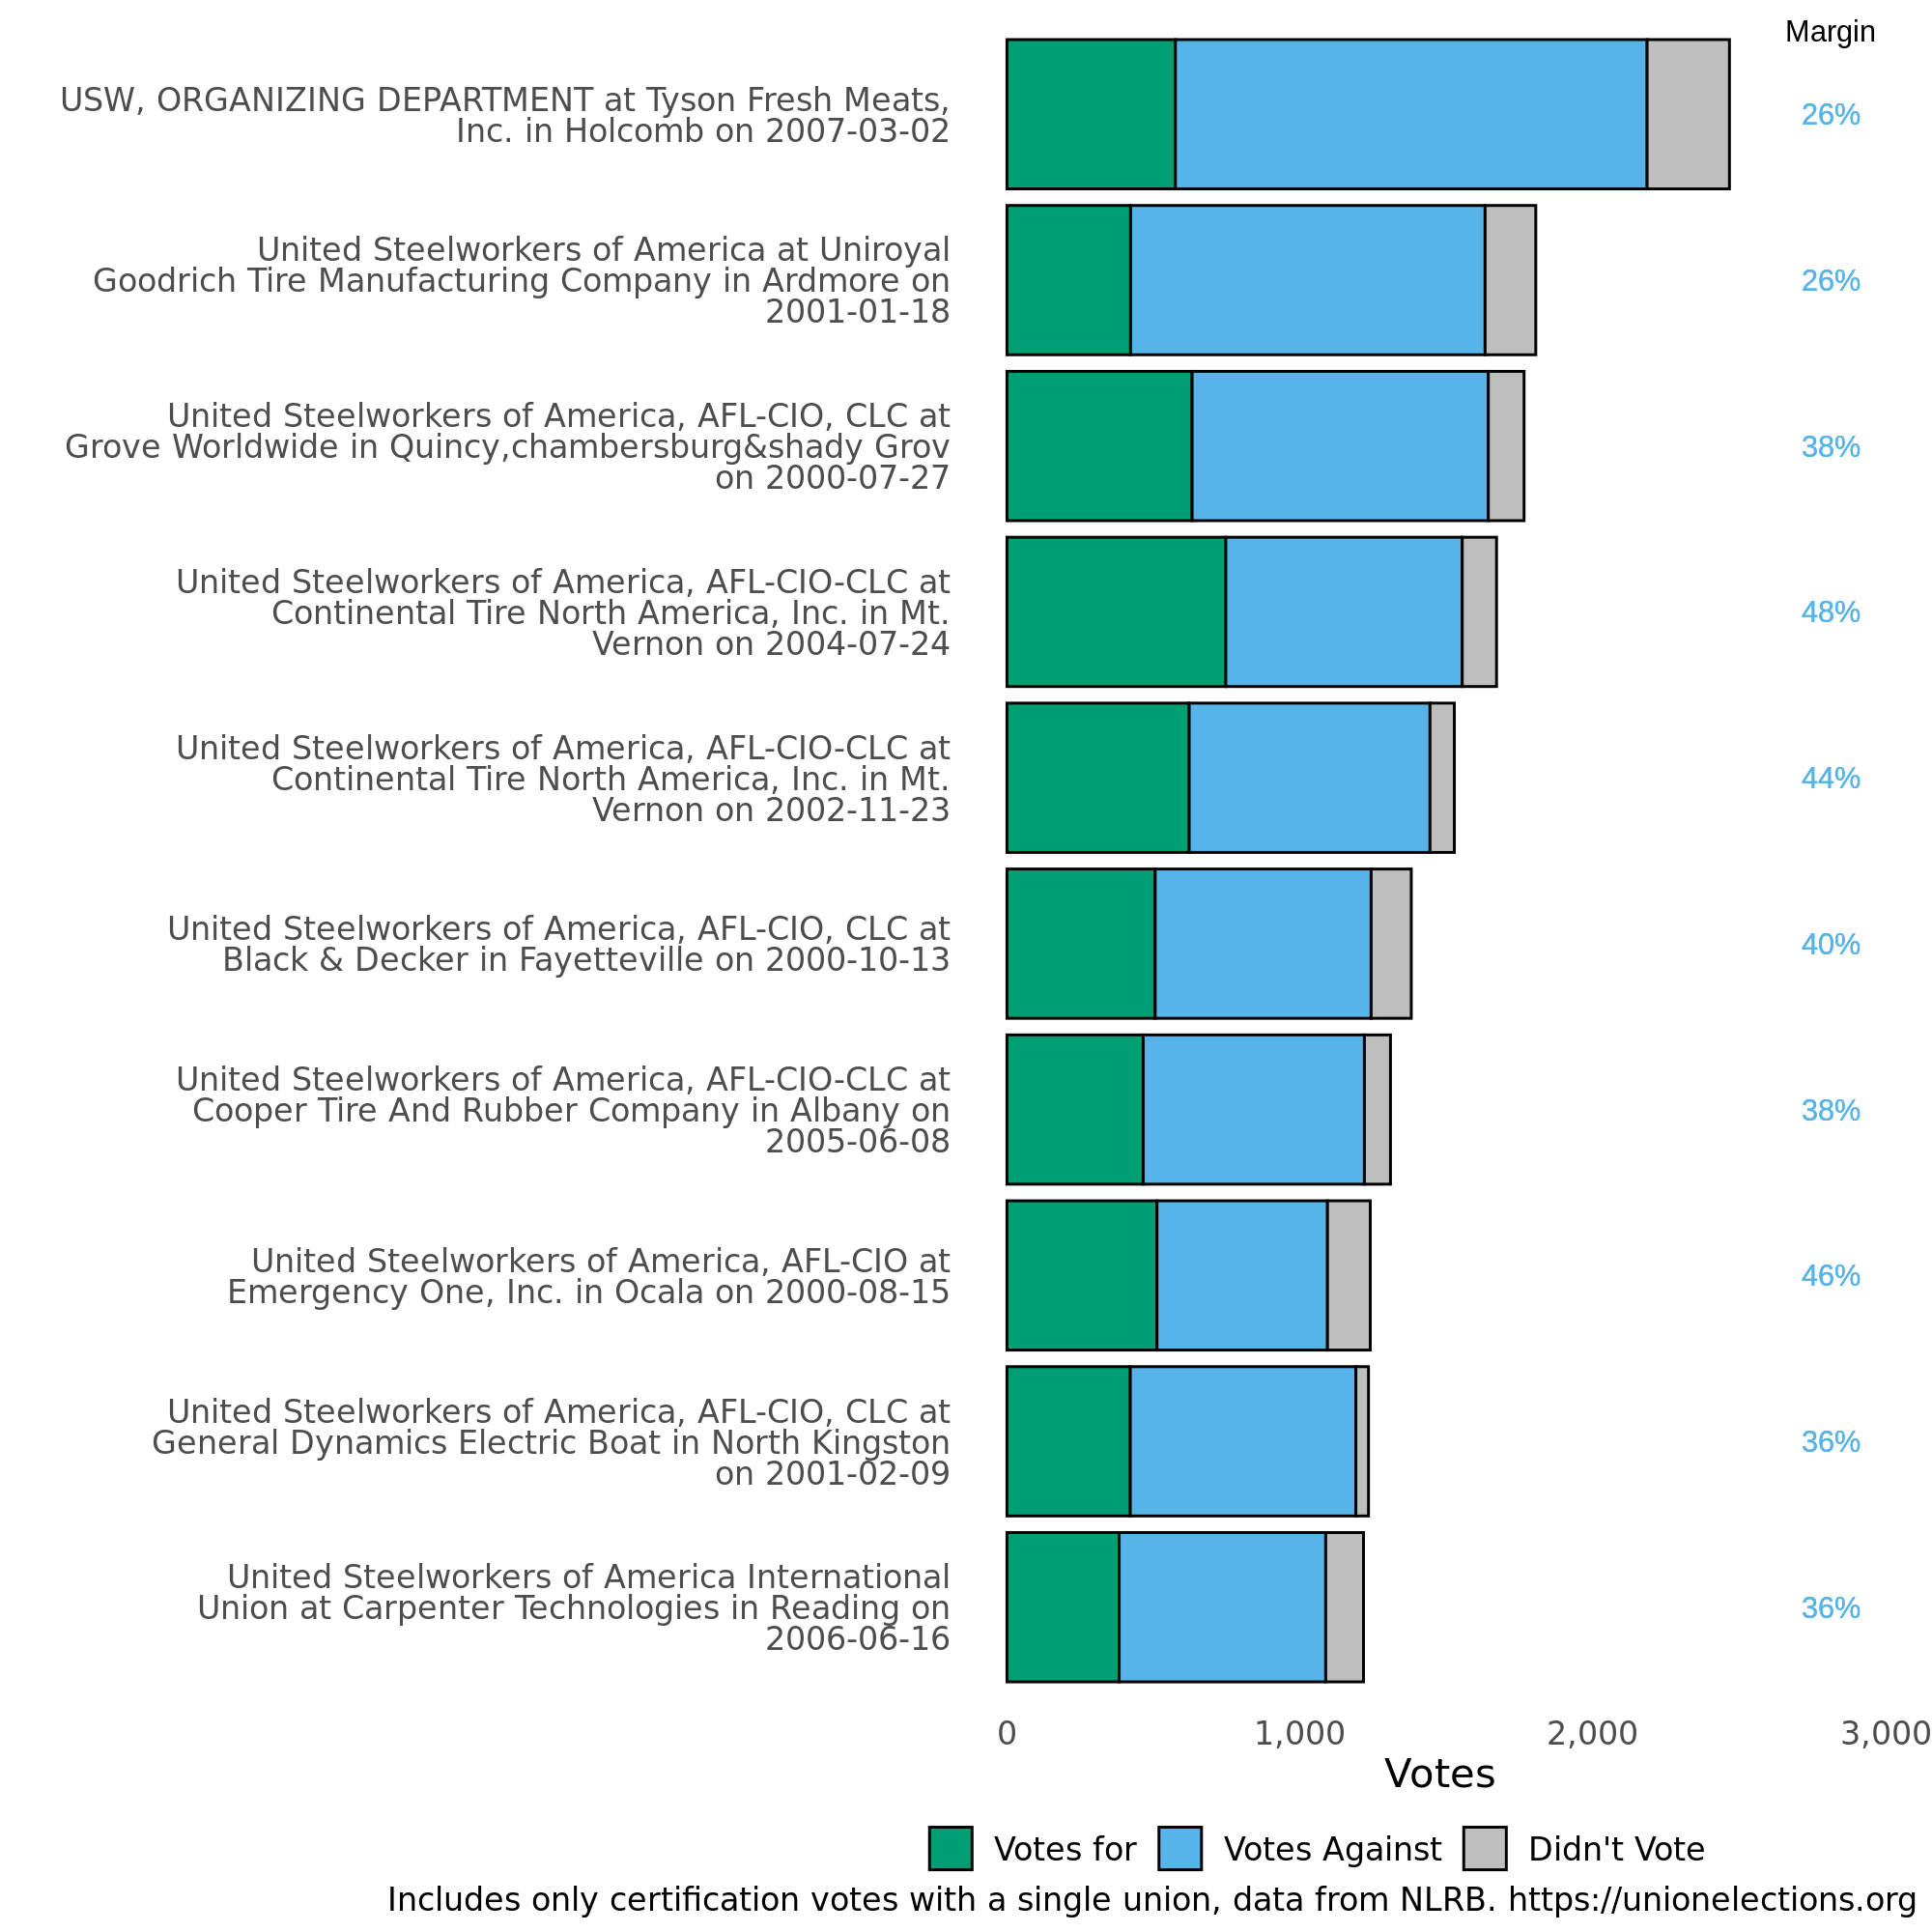 Margin
USW, ORGANIZING DEPARTMENT at Tyson Fresh Meats,
Inc. in Holcomb on 2007-03-02
26%
United Steelworkers of America at Uniroyal
Goodrich Tire Manufacturing Company in Ardmore on
2001-01-18
26%
United Steelworkers of America, AFL-CIO, CLC at
Grove Worldwide in Quincy,chambersburg&shady Grov
on 2000-07-27
38%
United Steelworkers of America, AFL-CIO-CLC at
Continental Tire North America, Inc. in Mt.
Vernon on 2004-07-24
48%
United Steelworkers of America, AFL-CIO-CLC at
Continental Tire North America, Inc. in Mt.
Vernon on 2002-11-23
44%
United Steelworkers of America, AFL-CIO, CLC at
Black & Decker in Fayetteville on 2000-10-13
40%
United Steelworkers of America, AFL-CIO-CLC at
Cooper Tire And Rubber Company in Albany on
2005-06-08
38%
United Steelworkers of America, AFL-CIO at
Emergency One, Inc. in Ocala on 2000-08-15
46%
United Steelworkers of America, AFL-CIO, CLC at
General Dynamics Electric Boat in North Kingston
on 2001-02-09
36%
United Steelworkers of America International
Union at Carpenter Technologies in Reading on
2006-06-16
36%
0 1,000 2,000 3,000
Votes
Votes for Votes Against Didn't Vote
Includes only certification votes with a single union, data from NLRB. https://unionelections.org